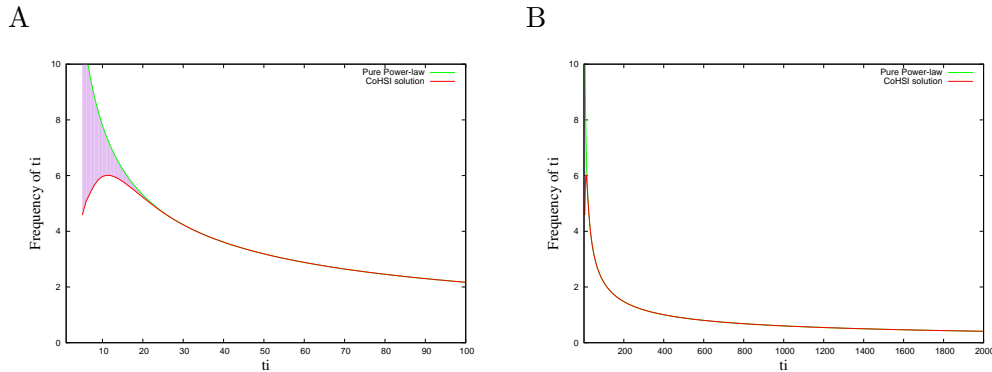 A
B
10
8
6
4
2
0
Frequency of ti
Pure Power-law
CoHSI solution
10 20 30 40 50 60 70 80 90 100
ti
10
8
6
4
2
0
Frequency of ti
Pure Power-law
CoHSI solution
200 400 600 800 1000 1200 1400 1600 1800 2000
ti